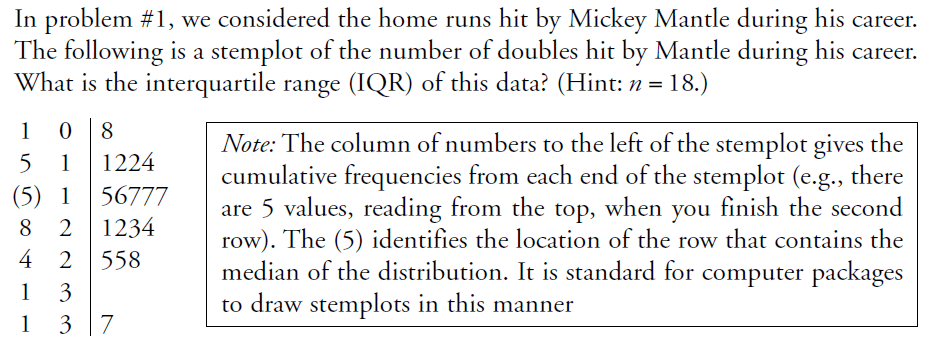 In problem #1, we considered the home runs hit by Mickey Mantle during his career.
The following is a stemplot of the number of doubles hit by Mantle during his career.
What is the interquartile range (IQR) of this data? (Hint: n = 18.)
1 0 | 8
5 1 | 1224
(5) 1 | 56777
8 2 | 1234
4 2 | 558
1 3 |
1 3 | 7
Note: The column of numbers to the left of the stemplot gives the
cumulative frequencies from each end of the stemplot (e.g., there
are 5 values, reading from the top, when you finish the second
row). The (5) identifies the location of the row that contains the
median of the distribution. It is standard for computer packages
to draw stemplots in this manner